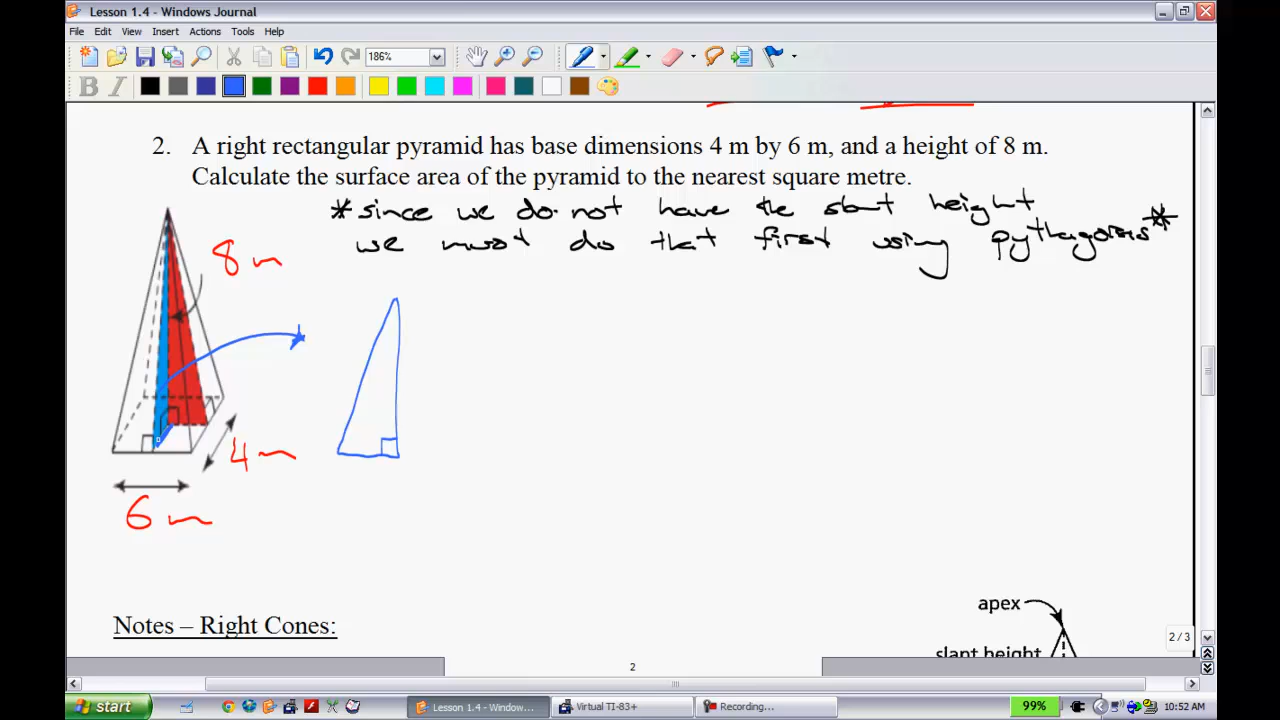 Lesson 1.4 - Windows Journal
File Edit View Insert Actions Tools Help
186%
B I
2. A right rectangular pyramid has base dimensions 4 m by 6 m, and a height of 8 m.
Calculate the surface area of the pyramid to the nearest square metre.
*since we do not have the slant height
we must do that first using pythagoras*
8 m
4 m
6 m
Notes – Right Cones:
apex
slant height
2 / 3
2
start
Lesson 1.4 - Window...
Virtual TI-83+
Recording...
99%
10:52 AM